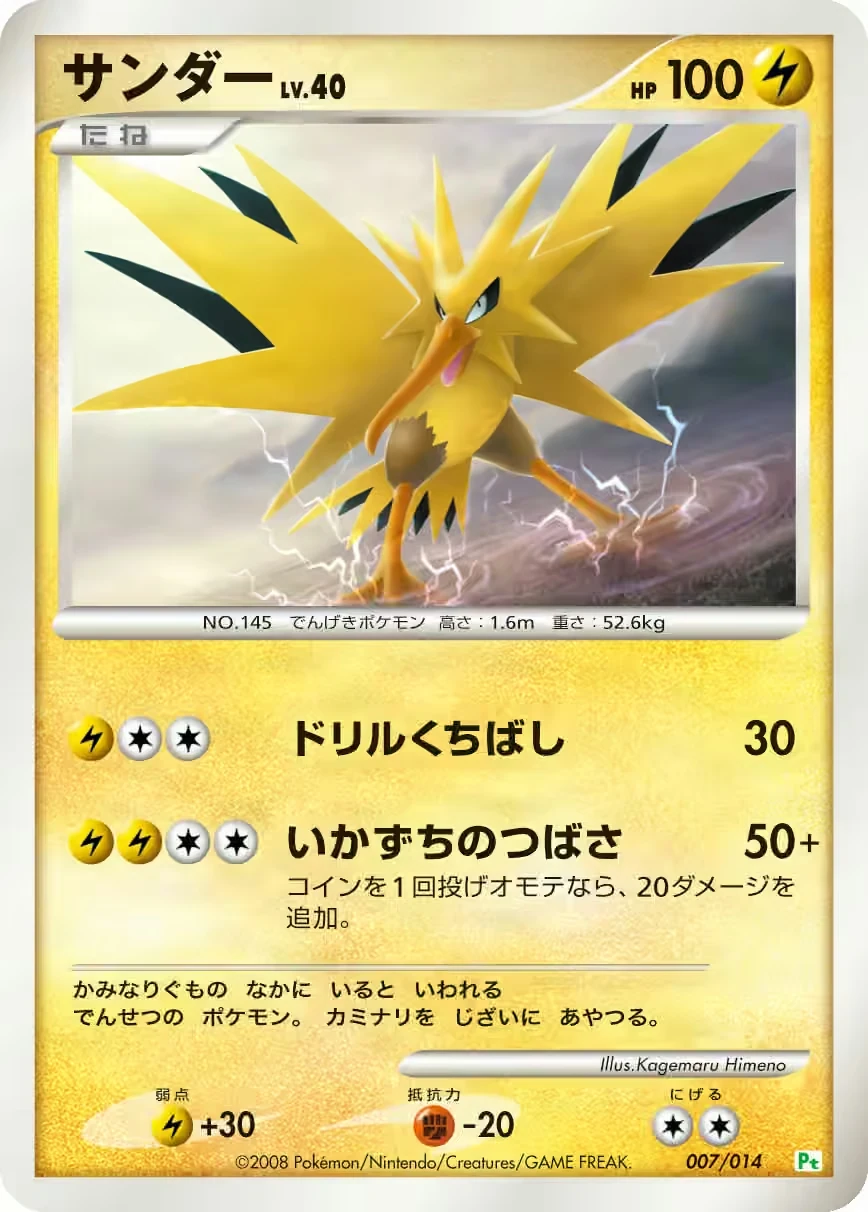 サンダー LV.40 HP 100
たね
NO.145 でんげきポケモン 高さ：1.6m 重さ：52.6kg
ドリルくちばし 30
いかずちのつばさ 50+
コインを1回投げオモテなら、20ダメージを
追加。
かみなりぐもの なかに いると いわれる
でんせつの ポケモン。 カミナリを じざいに あやつる。
Illus.Kagemaru Himeno
弱点 抵抗力 にげる
+30 -20
©2008 Pokémon/Nintendo/Creatures/GAME FREAK. 007/014 Pt